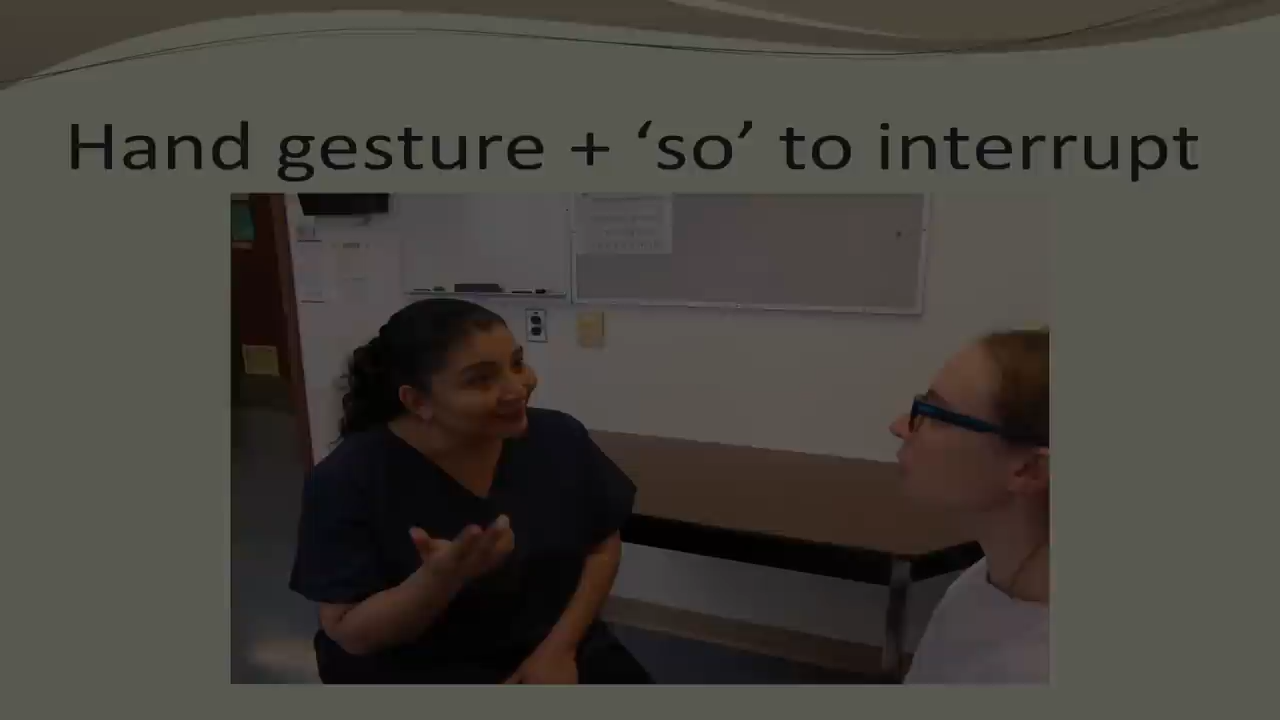 Hand gesture + ‘so’ to interrupt